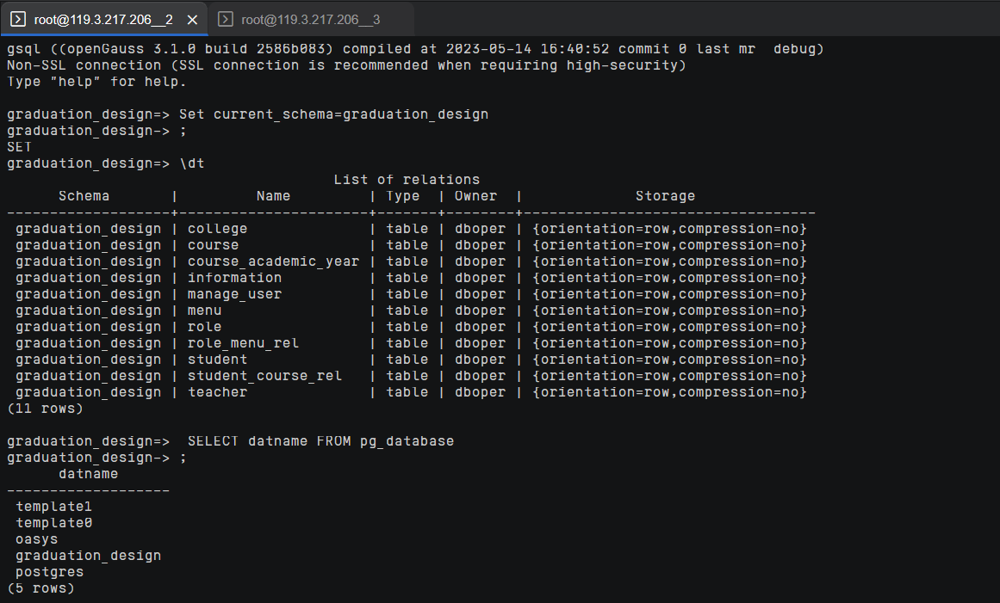 root@119.3.217.206__2 × root@119.3.217.206__3
gsql ((openGauss 3.1.0 build 2586b083) compiled at 2023-05-14 16:40:52 commit 0 last mr  debug)
Non-SSL connection (SSL connection is recommended when requiring high-security)
Type "help" for help.
graduation_design=> Set current_schema=graduation_design
graduation_design-> ;
SET
graduation_design=> \dt
                                      List of relations
      Schema       |         Name         | Type  | Owner  |             Storage
-------------------+----------------------+-------+--------+----------------------------------
 graduation_design | college              | table | dboper | {orientation=row,compression=no}
 graduation_design | course               | table | dboper | {orientation=row,compression=no}
 graduation_design | course_academic_year | table | dboper | {orientation=row,compression=no}
 graduation_design | information          | table | dboper | {orientation=row,compression=no}
 graduation_design | manage_user          | table | dboper | {orientation=row,compression=no}
 graduation_design | menu                 | table | dboper | {orientation=row,compression=no}
 graduation_design | role                 | table | dboper | {orientation=row,compression=no}
 graduation_design | role_menu_rel        | table | dboper | {orientation=row,compression=no}
 graduation_design | student              | table | dboper | {orientation=row,compression=no}
 graduation_design | student_course_rel   | table | dboper | {orientation=row,compression=no}
 graduation_design | teacher              | table | dboper | {orientation=row,compression=no}
(11 rows)
graduation_design=>  SELECT datname FROM pg_database
graduation_design-> ;
      datname
-------------------
 template1
 template0
 oasys
 graduation_design
 postgres
(5 rows)